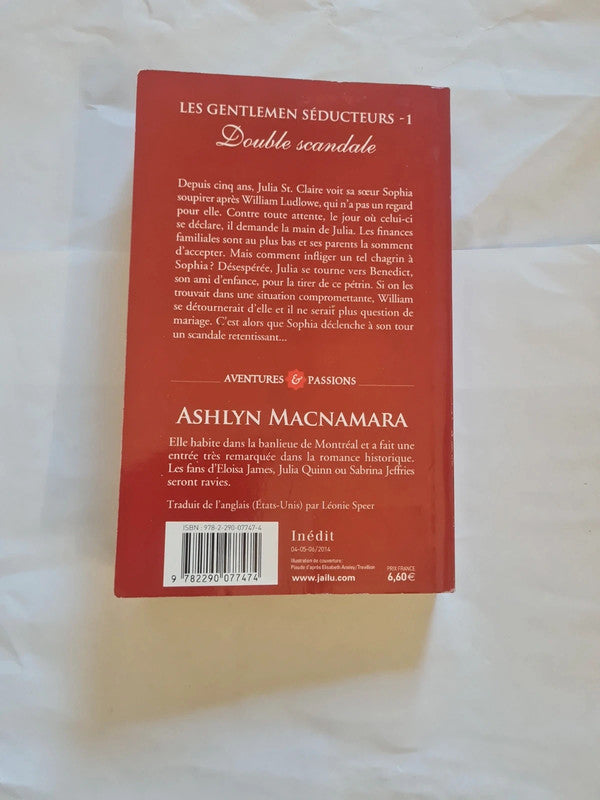 LES GENTLEMEN SÉDUCTEURS -1
Double scandale
Depuis cinq ans, Julia St. Claire voit sa sœur Sophia
soupirer après William Ludlowe, qui n'a pas un regard
pour elle. Contre toute attente, le jour où celui-ci
se déclare, il demande la main de Julia. Les finances
familiales sont au plus bas et ses parents la somment
d'accepter. Mais comment infliger un tel chagrin à
Sophia? Désespérée, Julia se tourne vers Benedict,
son ami d'enfance, pour la tirer de ce pétrin. Si on les
trouvait dans une situation compromettante, William
se détournerait d'elle et il ne serait plus question de
mariage. C'est alors que Sophia déclenche à son tour
un scandale retentissant...
AVENTURES & PASSIONS
ASHLYN MACNAMARA
Elle habite dans la banlieue de Montréal et a fait une
entrée très remarquée dans la romance historique.
Les fans d'Eloisa James, Julia Quinn ou Sabrina Jeffries
seront ravies.
Traduit de l'anglais (États-Unis) par Léonie Speer
ISBN : 978-2-290-07747-4
9 782290 077474
Inédit
04-05-06/2014
Illustration de couverture :
Piaude d'après Elisabeth Ansley/Trevillion
www.jailu.com
PRIX FRANCE
6,60€